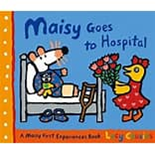 Maisy Goes
to Hospital
A Maisy First Experiences Book
Lucy Cousins